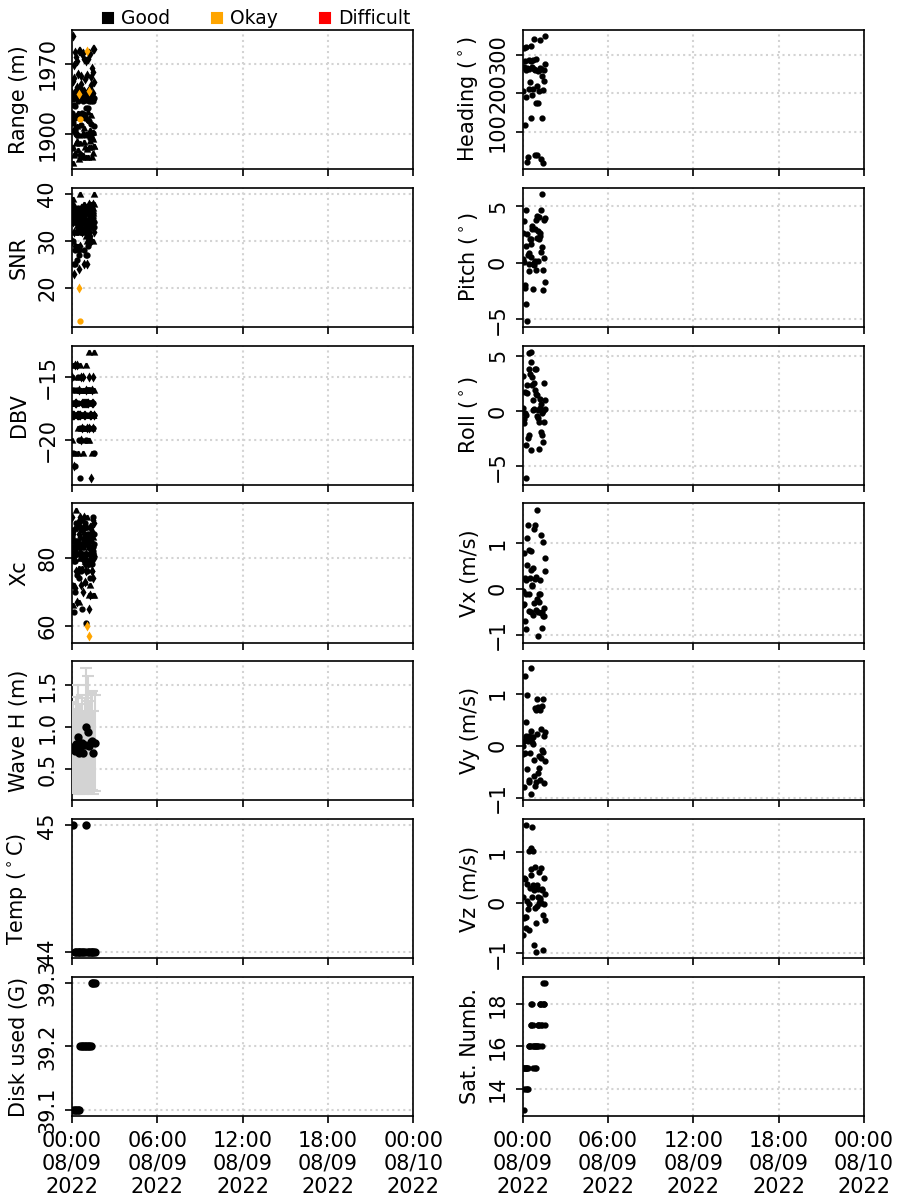 Good Okay Difficult
Range (m)
1970
1900
Heading (°)
300
200
100
SNR
40
30
20
Pitch (°)
5
0
−5
DBV
−15
−20
Roll (°)
5
0
−5
Xc
80
60
Vx (m/s)
1
0
−1
Wave H (m)
1.5
1.0
0.5
Vy (m/s)
1
0
−1
Temp (°C)
45
44
Vz (m/s)
1
0
−1
Disk used (G)
39.3
39.2
39.1
Sat. Numb.
18
16
14
00:00 06:00 12:00 18:00 00:00 00:00 06:00 12:00 18:00 00:00
08/09 08/09 08/09 08/09 08/10 08/09 08/09 08/09 08/09 08/10
2022 2022 2022 2022 2022 2022 2022 2022 2022 2022